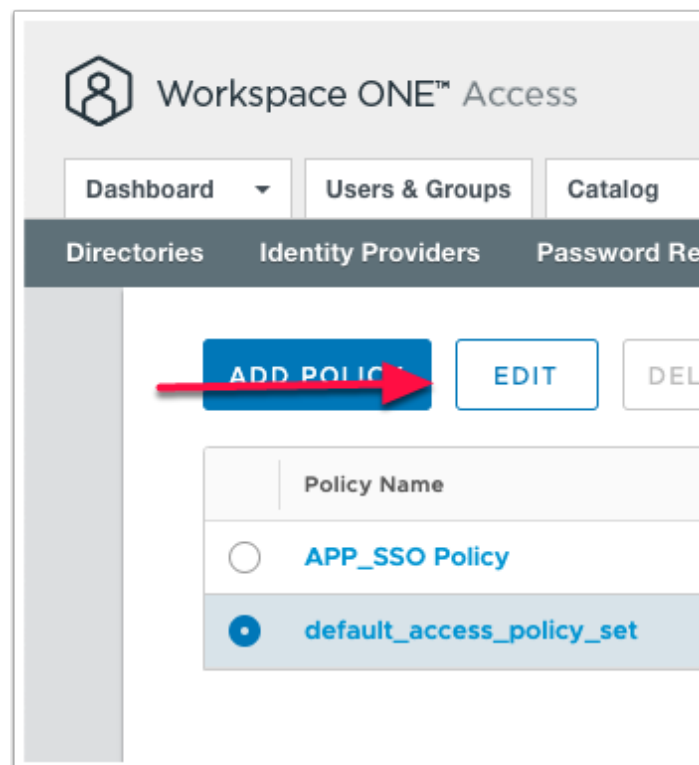 Workspace ONE™ Access
Dashboard Users & Groups Catalog
Directories Identity Providers Password Re
ADD POLICY EDIT DEL
Policy Name
APP_SSO Policy
default_access_policy_set